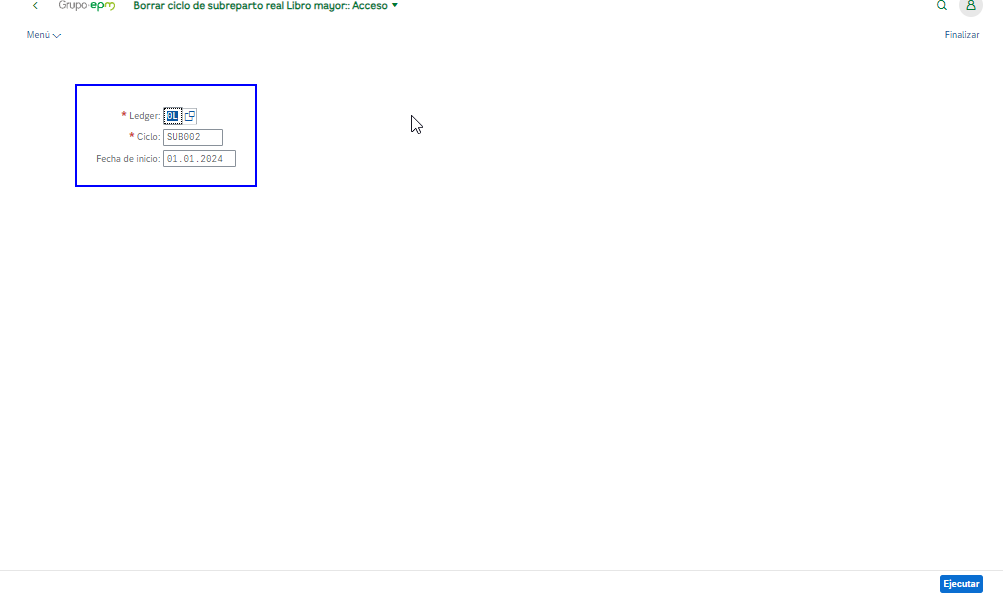 Grupo·epm Borrar ciclo de subreparto real Libro mayor:: Acceso
Menú Finalizar
* Ledger: 0L
* Ciclo: SUB002
Fecha de inicio: 01.01.2024
Ejecutar